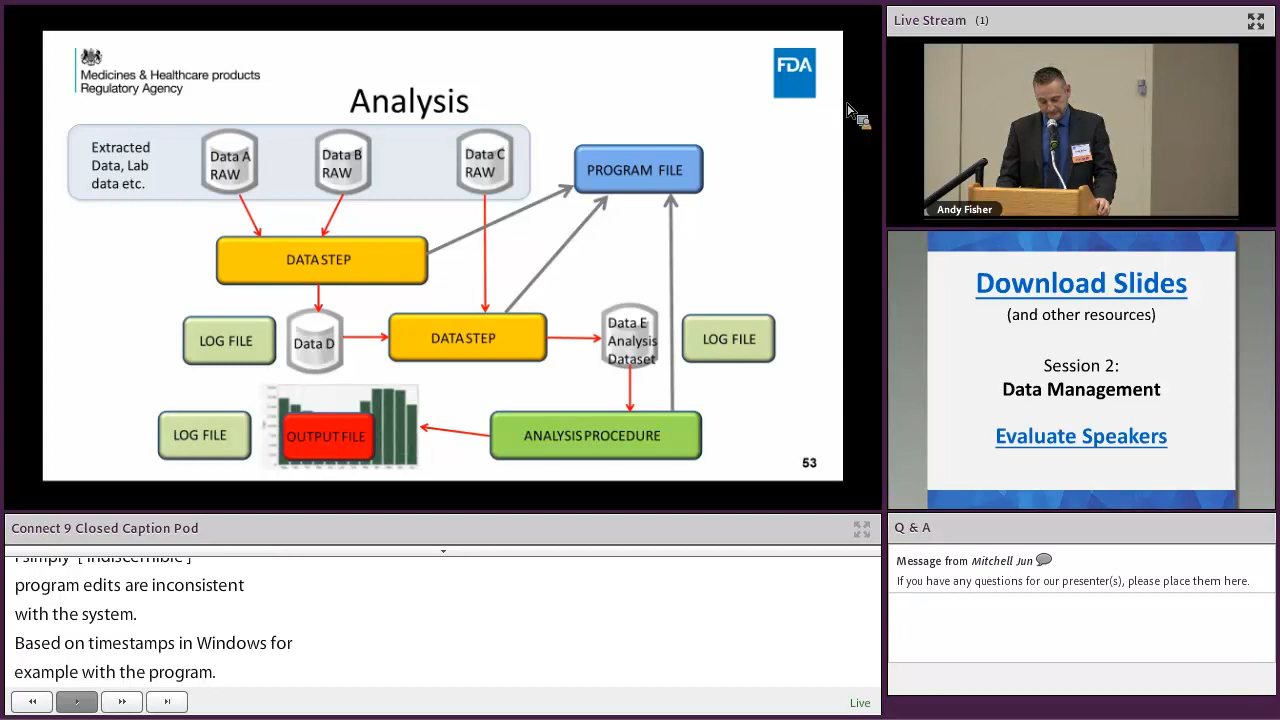 Medicines & Healthcare products
Regulatory Agency
FDA
Analysis
Extracted
Data, Lab
data etc.
Data A
RAW
Data B
RAW
Data C
RAW
PROGRAM FILE
DATA STEP
LOG FILE
Data D
DATA STEP
Data E
Analysis
Dataset
LOG FILE
LOG FILE
OUTPUT FILE
ANALYSIS PROCEDURE
53
Live Stream (1)
Andy Fisher
Download Slides
(and other resources)
Session 2:
Data Management
Evaluate Speakers
Connect 9 Closed Caption Pod
I simply [ indiscernible ]
program edits are inconsistent
with the system.
Based on timestamps in Windows for
example with the program.
Live
Q & A
Message from Mitchell Jun
If you have any questions for our presenter(s), please place them here.